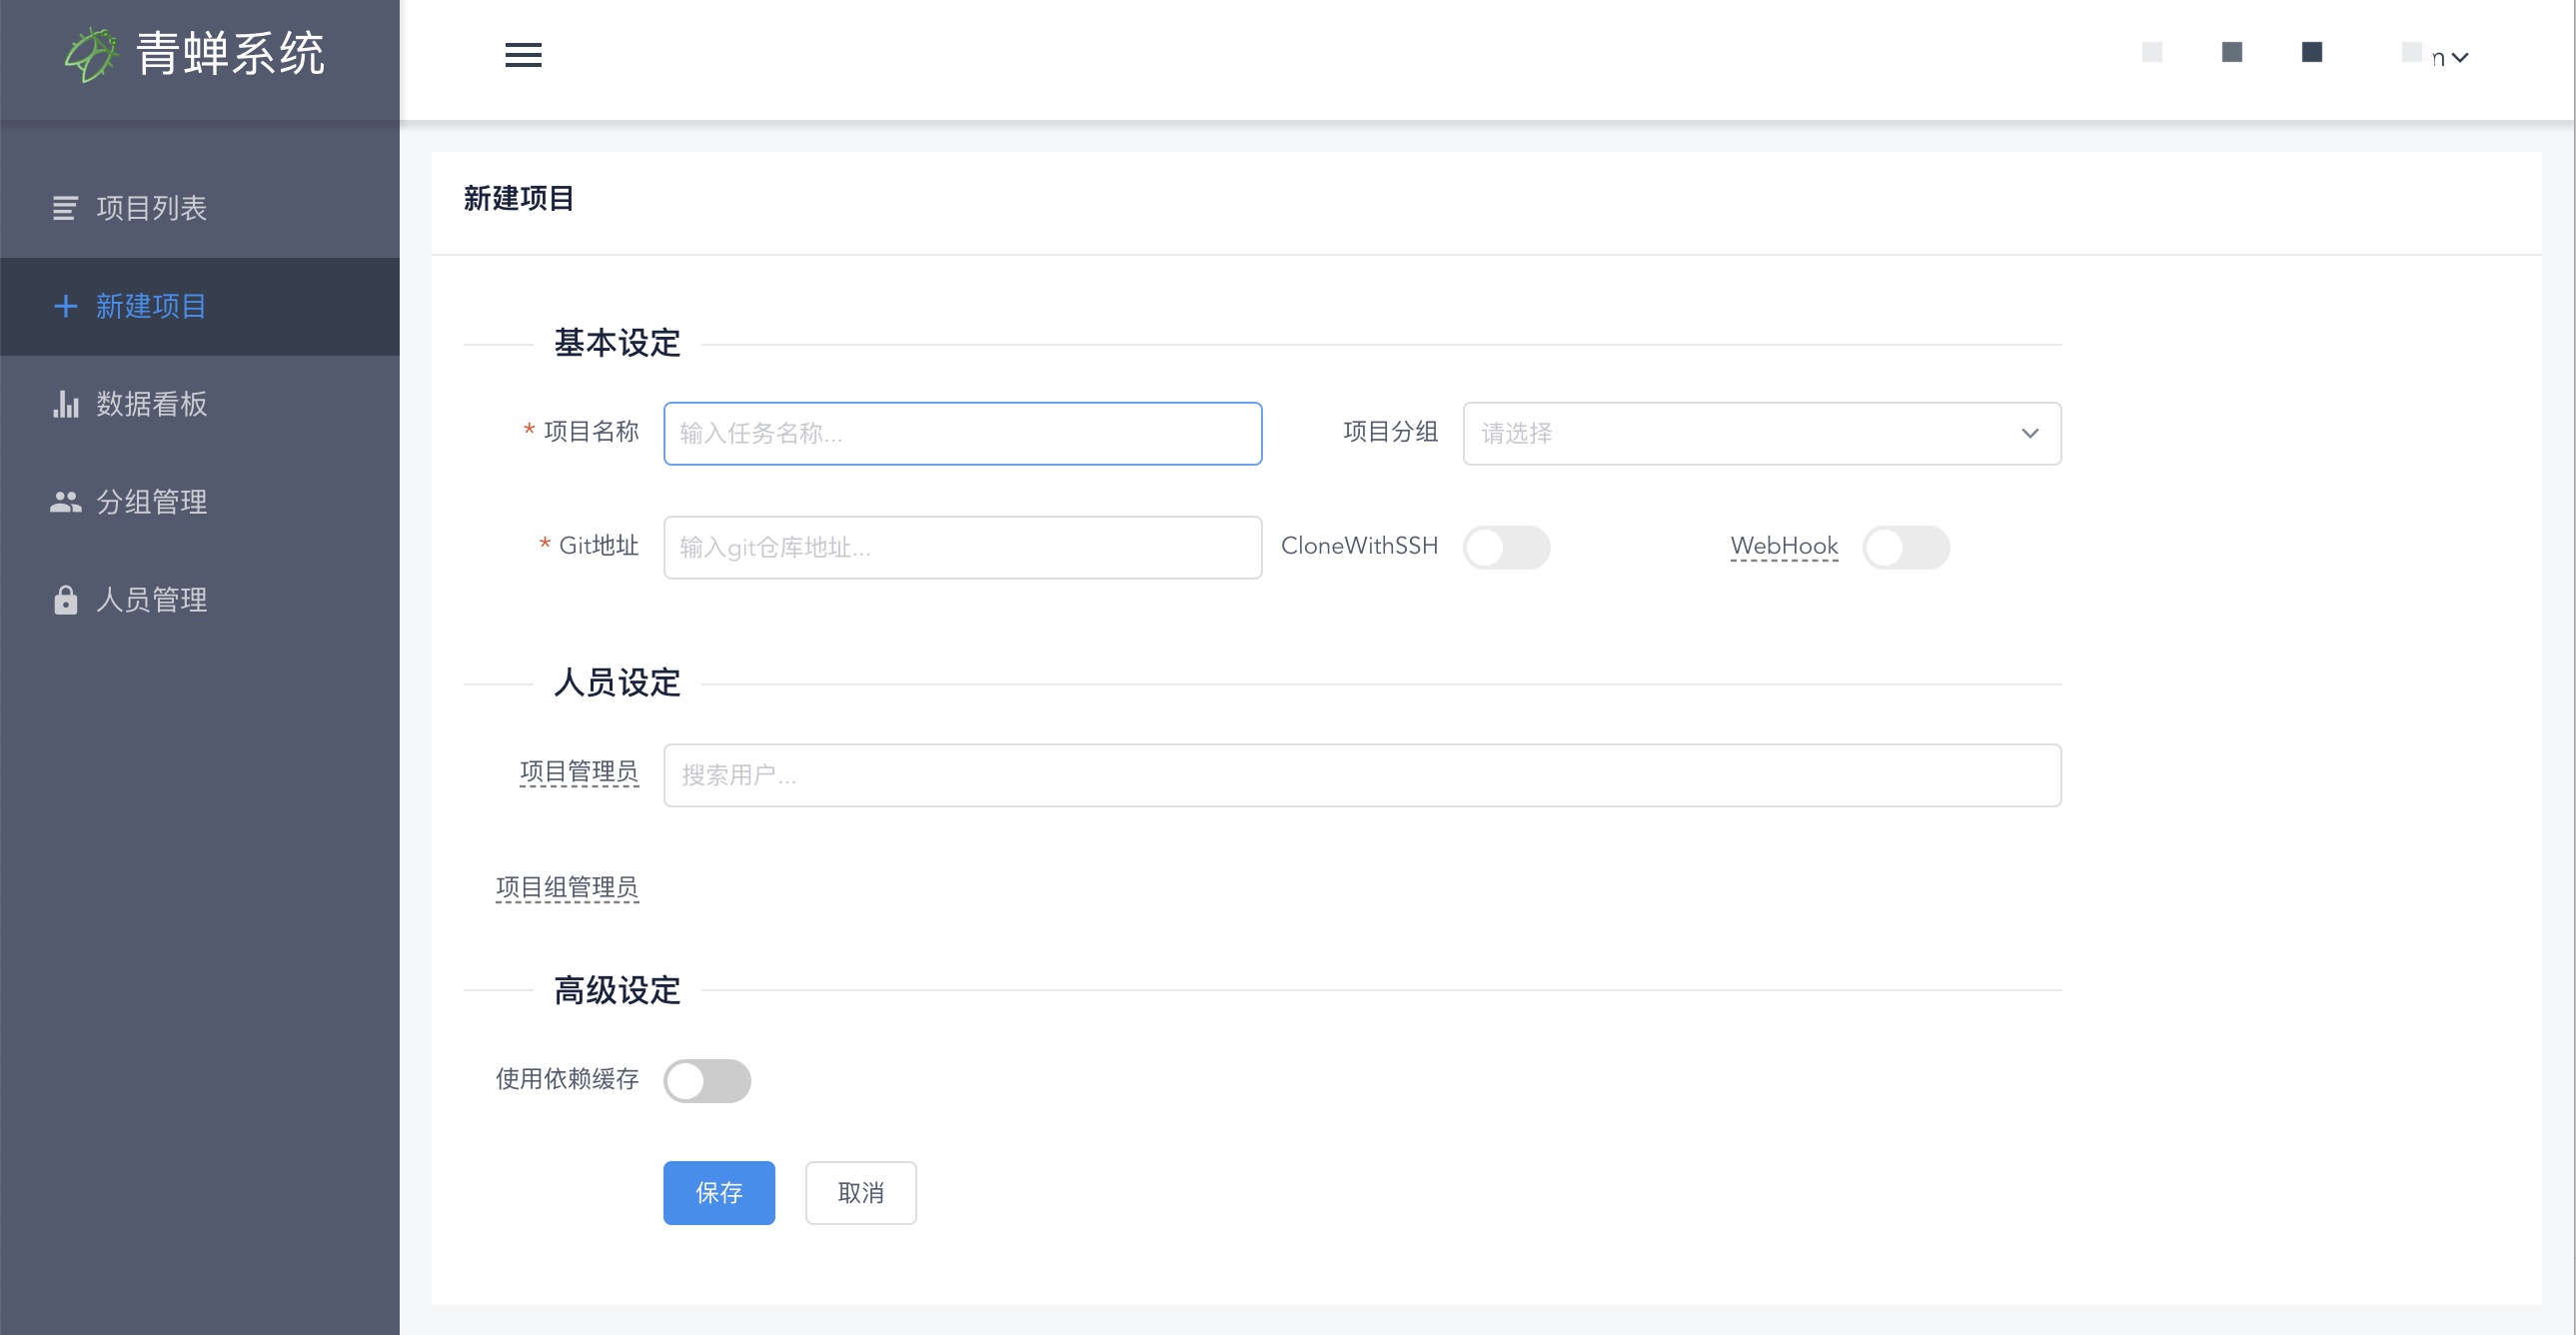 青蝉系统
项目列表
新建项目
数据看板
分组管理
人员管理
新建项目
基本设定
* 项目名称 输入任务名称... 项目分组 请选择
* Git地址 输入git仓库地址... CloneWithSSH WebHook
人员设定
项目管理员 搜索用户...
项目组管理员
高级设定
使用依赖缓存
保存 取消